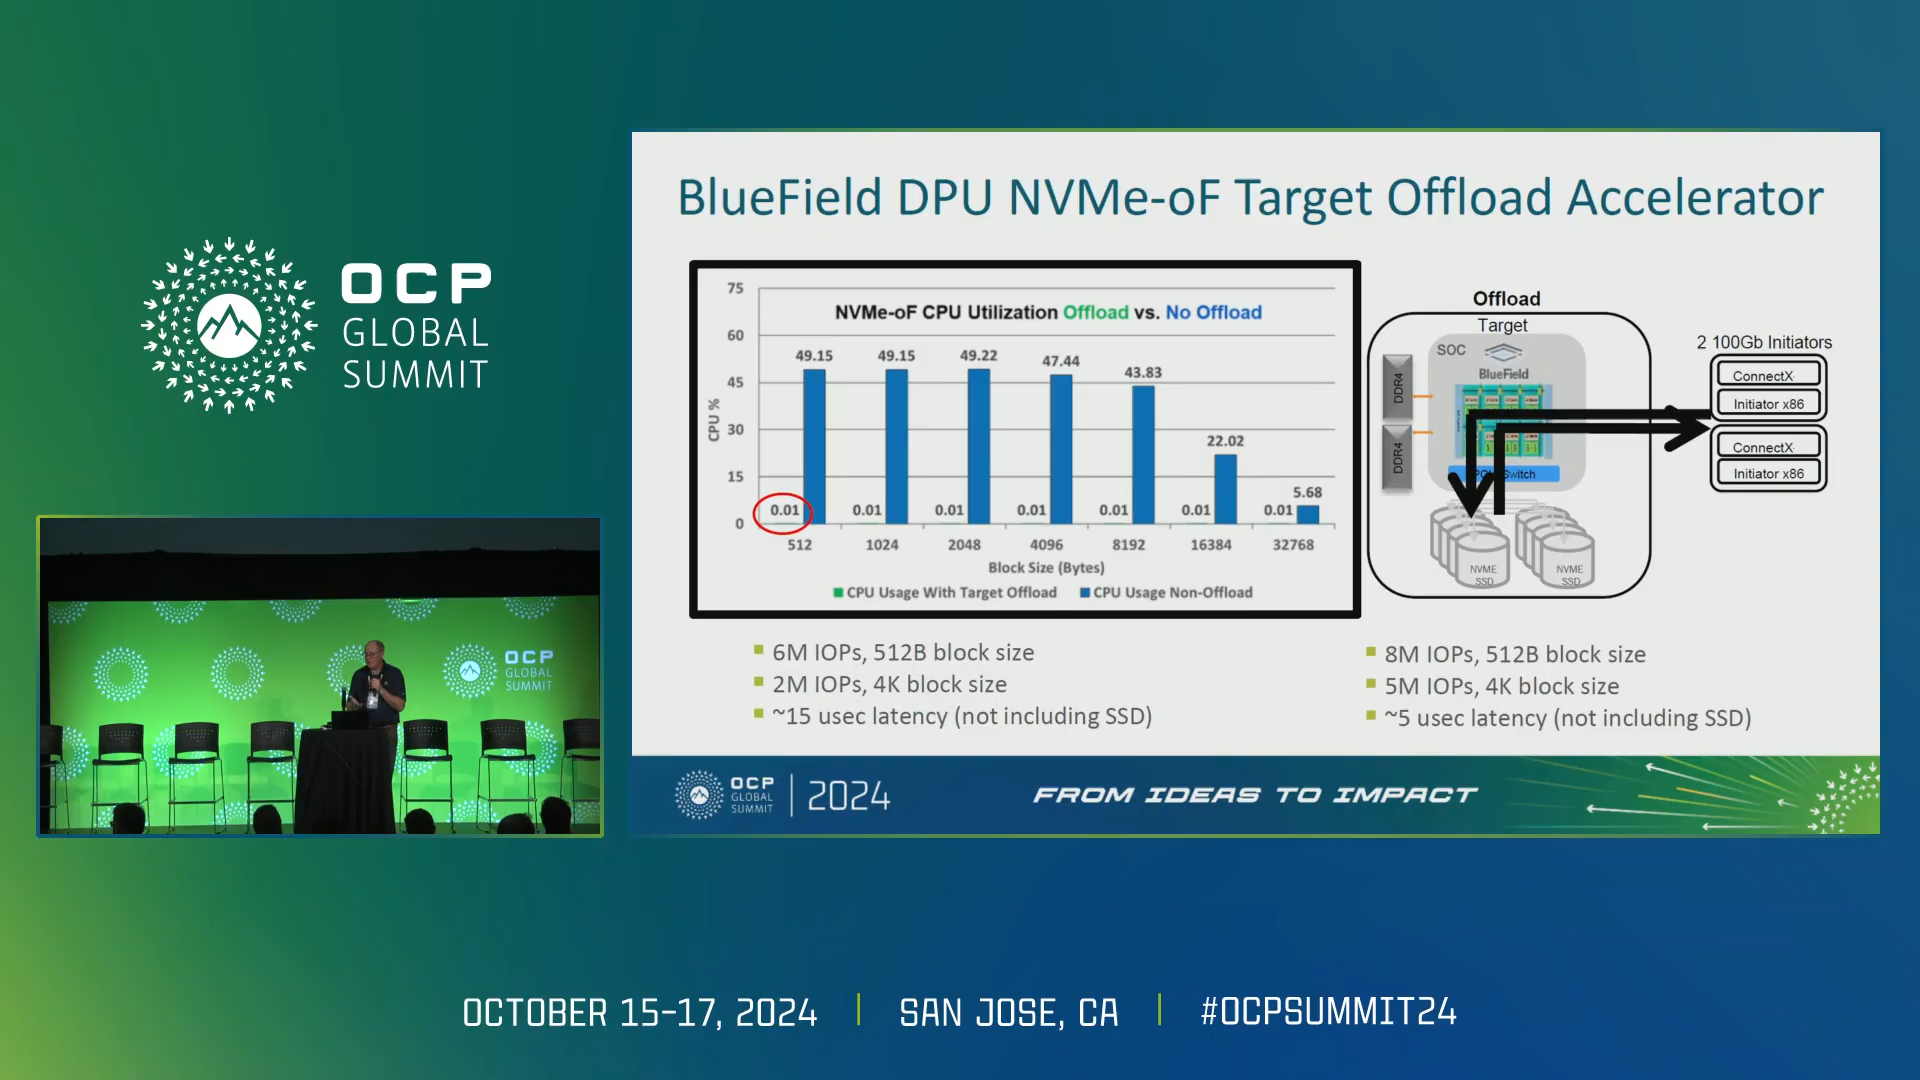 OCP
GLOBAL
SUMMIT
BlueField DPU NVMe-oF Target Offload Accelerator
75
NVMe-oF CPU Utilization Offload vs. No Offload
60
49.15 49.15 49.22 47.44 43.83 22.02 5.68
45
CPU %
30
15
0.01 0.01 0.01 0.01 0.01 0.01 0.01
0
512 1024 2048 4096 8192 16384 32768
Block Size (Bytes)
CPU Usage With Target Offload CPU Usage Non-Offload
Offload
Target
SOC
BlueField
DDR4
DDR4
Switch
NVME
SSD
NVME
SSD
2 100Gb Initiators
ConnectX
Initiator x86
ConnectX
Initiator x86
6M IOPs, 512B block size
2M IOPs, 4K block size
~15 usec latency (not including SSD)
8M IOPs, 512B block size
5M IOPs, 4K block size
~5 usec latency (not including SSD)
OCP
GLOBAL
SUMMIT
2024
FROM IDEAS TO IMPACT
OCP
GLOBAL
SUMMIT
OCTOBER 15-17, 2024 | SAN JOSE, CA | #OCPSUMMIT24